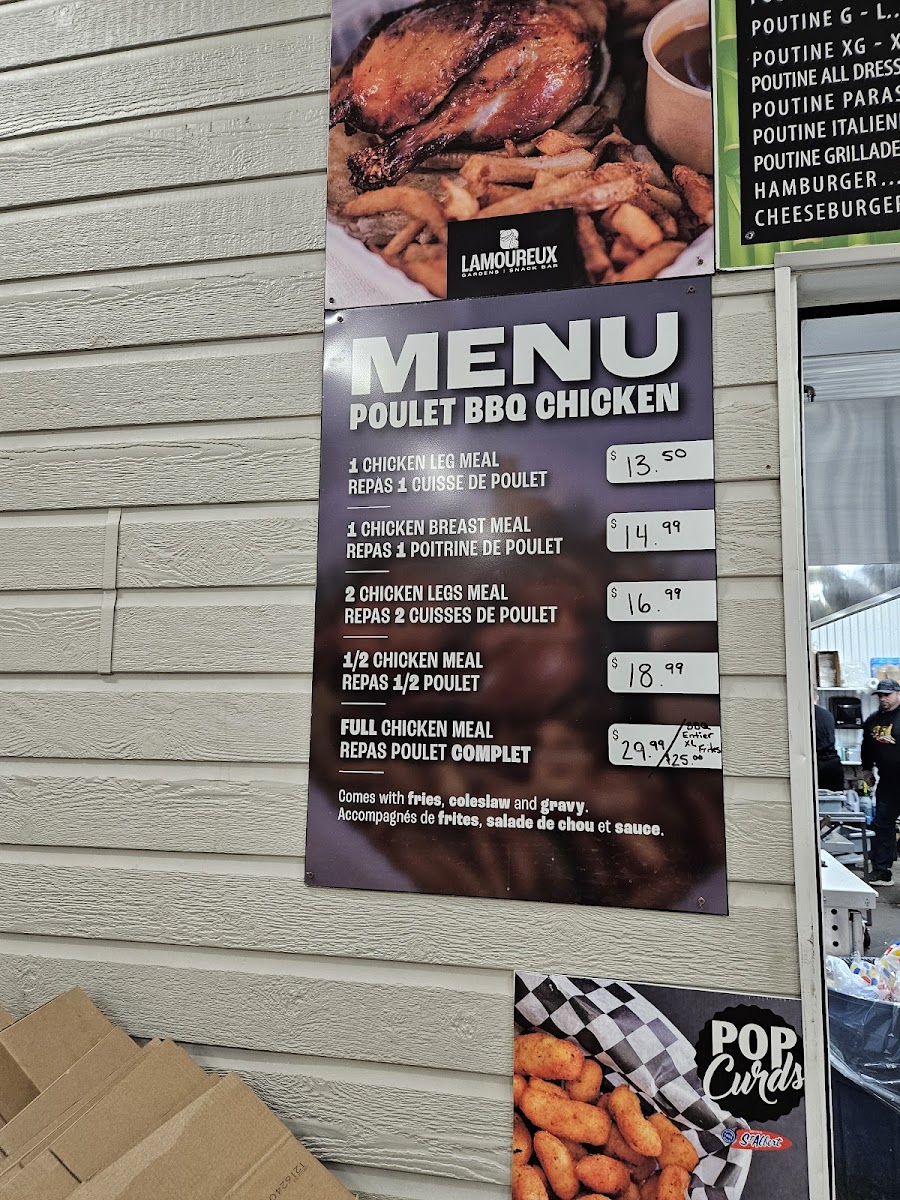 POUTINE G - L...
POUTINE XG - X
POUTINE ALL DRESS
POUTINE PARAS
POUTINE ITALIEN
POUTINE GRILLADE
HAMBURGER...
CHEESEBURGER
LAMOUREUX
GARDENS | SNACK BAR
MENU
POULET BBQ CHICKEN
1 CHICKEN LEG MEAL
REPAS 1 CUISSE DE POULET
$ 13.50
1 CHICKEN BREAST MEAL
REPAS 1 POITRINE DE POULET
$ 14.99
2 CHICKEN LEGS MEAL
REPAS 2 CUISSES DE POULET
$ 16.99
1/2 CHICKEN MEAL
REPAS 1/2 POULET
$ 18.99
FULL CHICKEN MEAL
REPAS POULET COMPLET
$ 29.99 / BBQ
Entier
XL Frites
$25.00
Comes with fries, coleslaw and gravy.
Accompagnés de frites, salade de chou et sauce.
POP
Curds
St-Albert